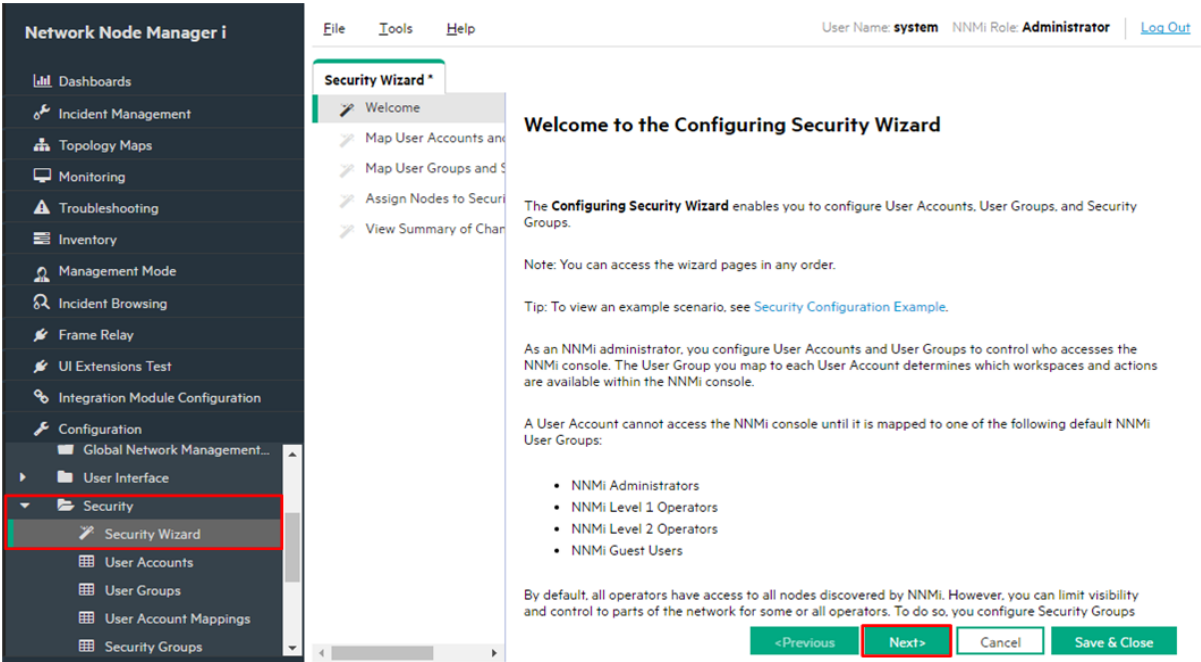 Network Node Manager i
File Tools Help
User Name: system NNMi Role: Administrator Log Out
Dashboards
Incident Management
Topology Maps
Monitoring
Troubleshooting
Inventory
Management Mode
Incident Browsing
Frame Relay
UI Extensions Test
Integration Module Configuration
Configuration
Global Network Management...
User Interface
Security
Security Wizard
User Accounts
User Groups
User Account Mappings
Security Groups
Security Wizard *
Welcome
Map User Accounts and
Map User Groups and S
Assign Nodes to Securi
View Summary of Chan
Welcome to the Configuring Security Wizard
The Configuring Security Wizard enables you to configure User Accounts, User Groups, and Security
Groups.
Note: You can access the wizard pages in any order.
Tip: To view an example scenario, see Security Configuration Example.
As an NNMi administrator, you configure User Accounts and User Groups to control who accesses the
NNMi console. The User Group you map to each User Account determines which workspaces and actions
are available within the NNMi console.
A User Account cannot access the NNMi console until it is mapped to one of the following default NNMi
User Groups:
• NNMi Administrators
• NNMi Level 1 Operators
• NNMi Level 2 Operators
• NNMi Guest Users
By default, all operators have access to all nodes discovered by NNMi. However, you can limit visibility
and control to parts of the network for some or all operators. To do so, you configure Security Groups
<Previous Next> Cancel Save & Close